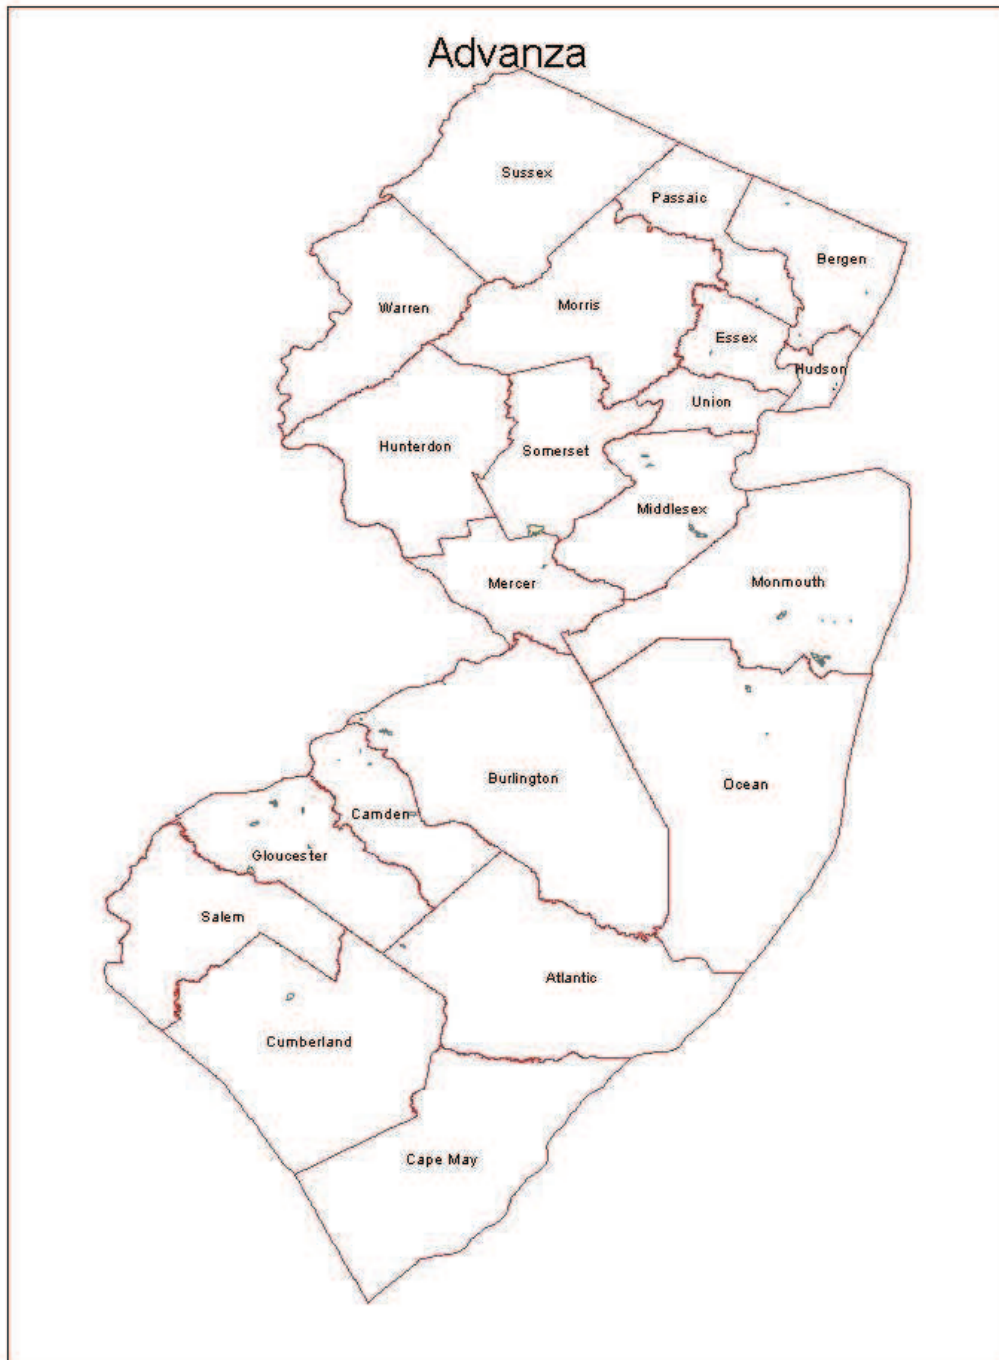 Advanza
Sussex
Passaic
Bergen
Warren
Morris
Essex
Hudson
Union
Hunterdon
Somerset
Middlesex
Mercer
Monmouth
Burlington
Ocean
Camden
Gloucester
Salem
Atlantic
Cumberland
Cape May